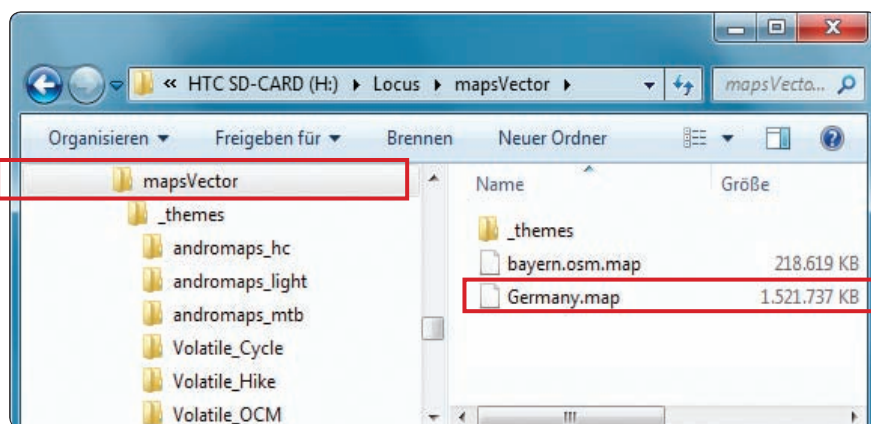 « HTC SD-CARD (H:) Locus mapsVector
mapsVecto...
Organisieren Freigeben für Brennen Neuer Ordner
mapsVector
_themes
andromaps_hc
andromaps_light
andromaps_mtb
Volatile_Cycle
Volatile_Hike
Volatile_OCM
Name Größe
_themes
bayern.osm.map 218.619 KB
Germany.map 1.521.737 KB